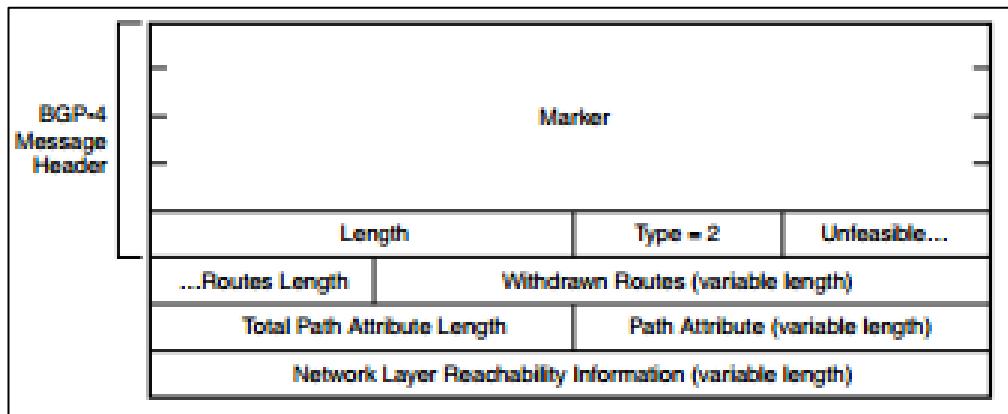 BGP-4
Message
Header
Marker
Length Type = 2 Unfeasible...
...Routes Length Withdrawn Routes (variable length)
Total Path Attribute Length Path Attribute (variable length)
Network Layer Reachability Information (variable length)